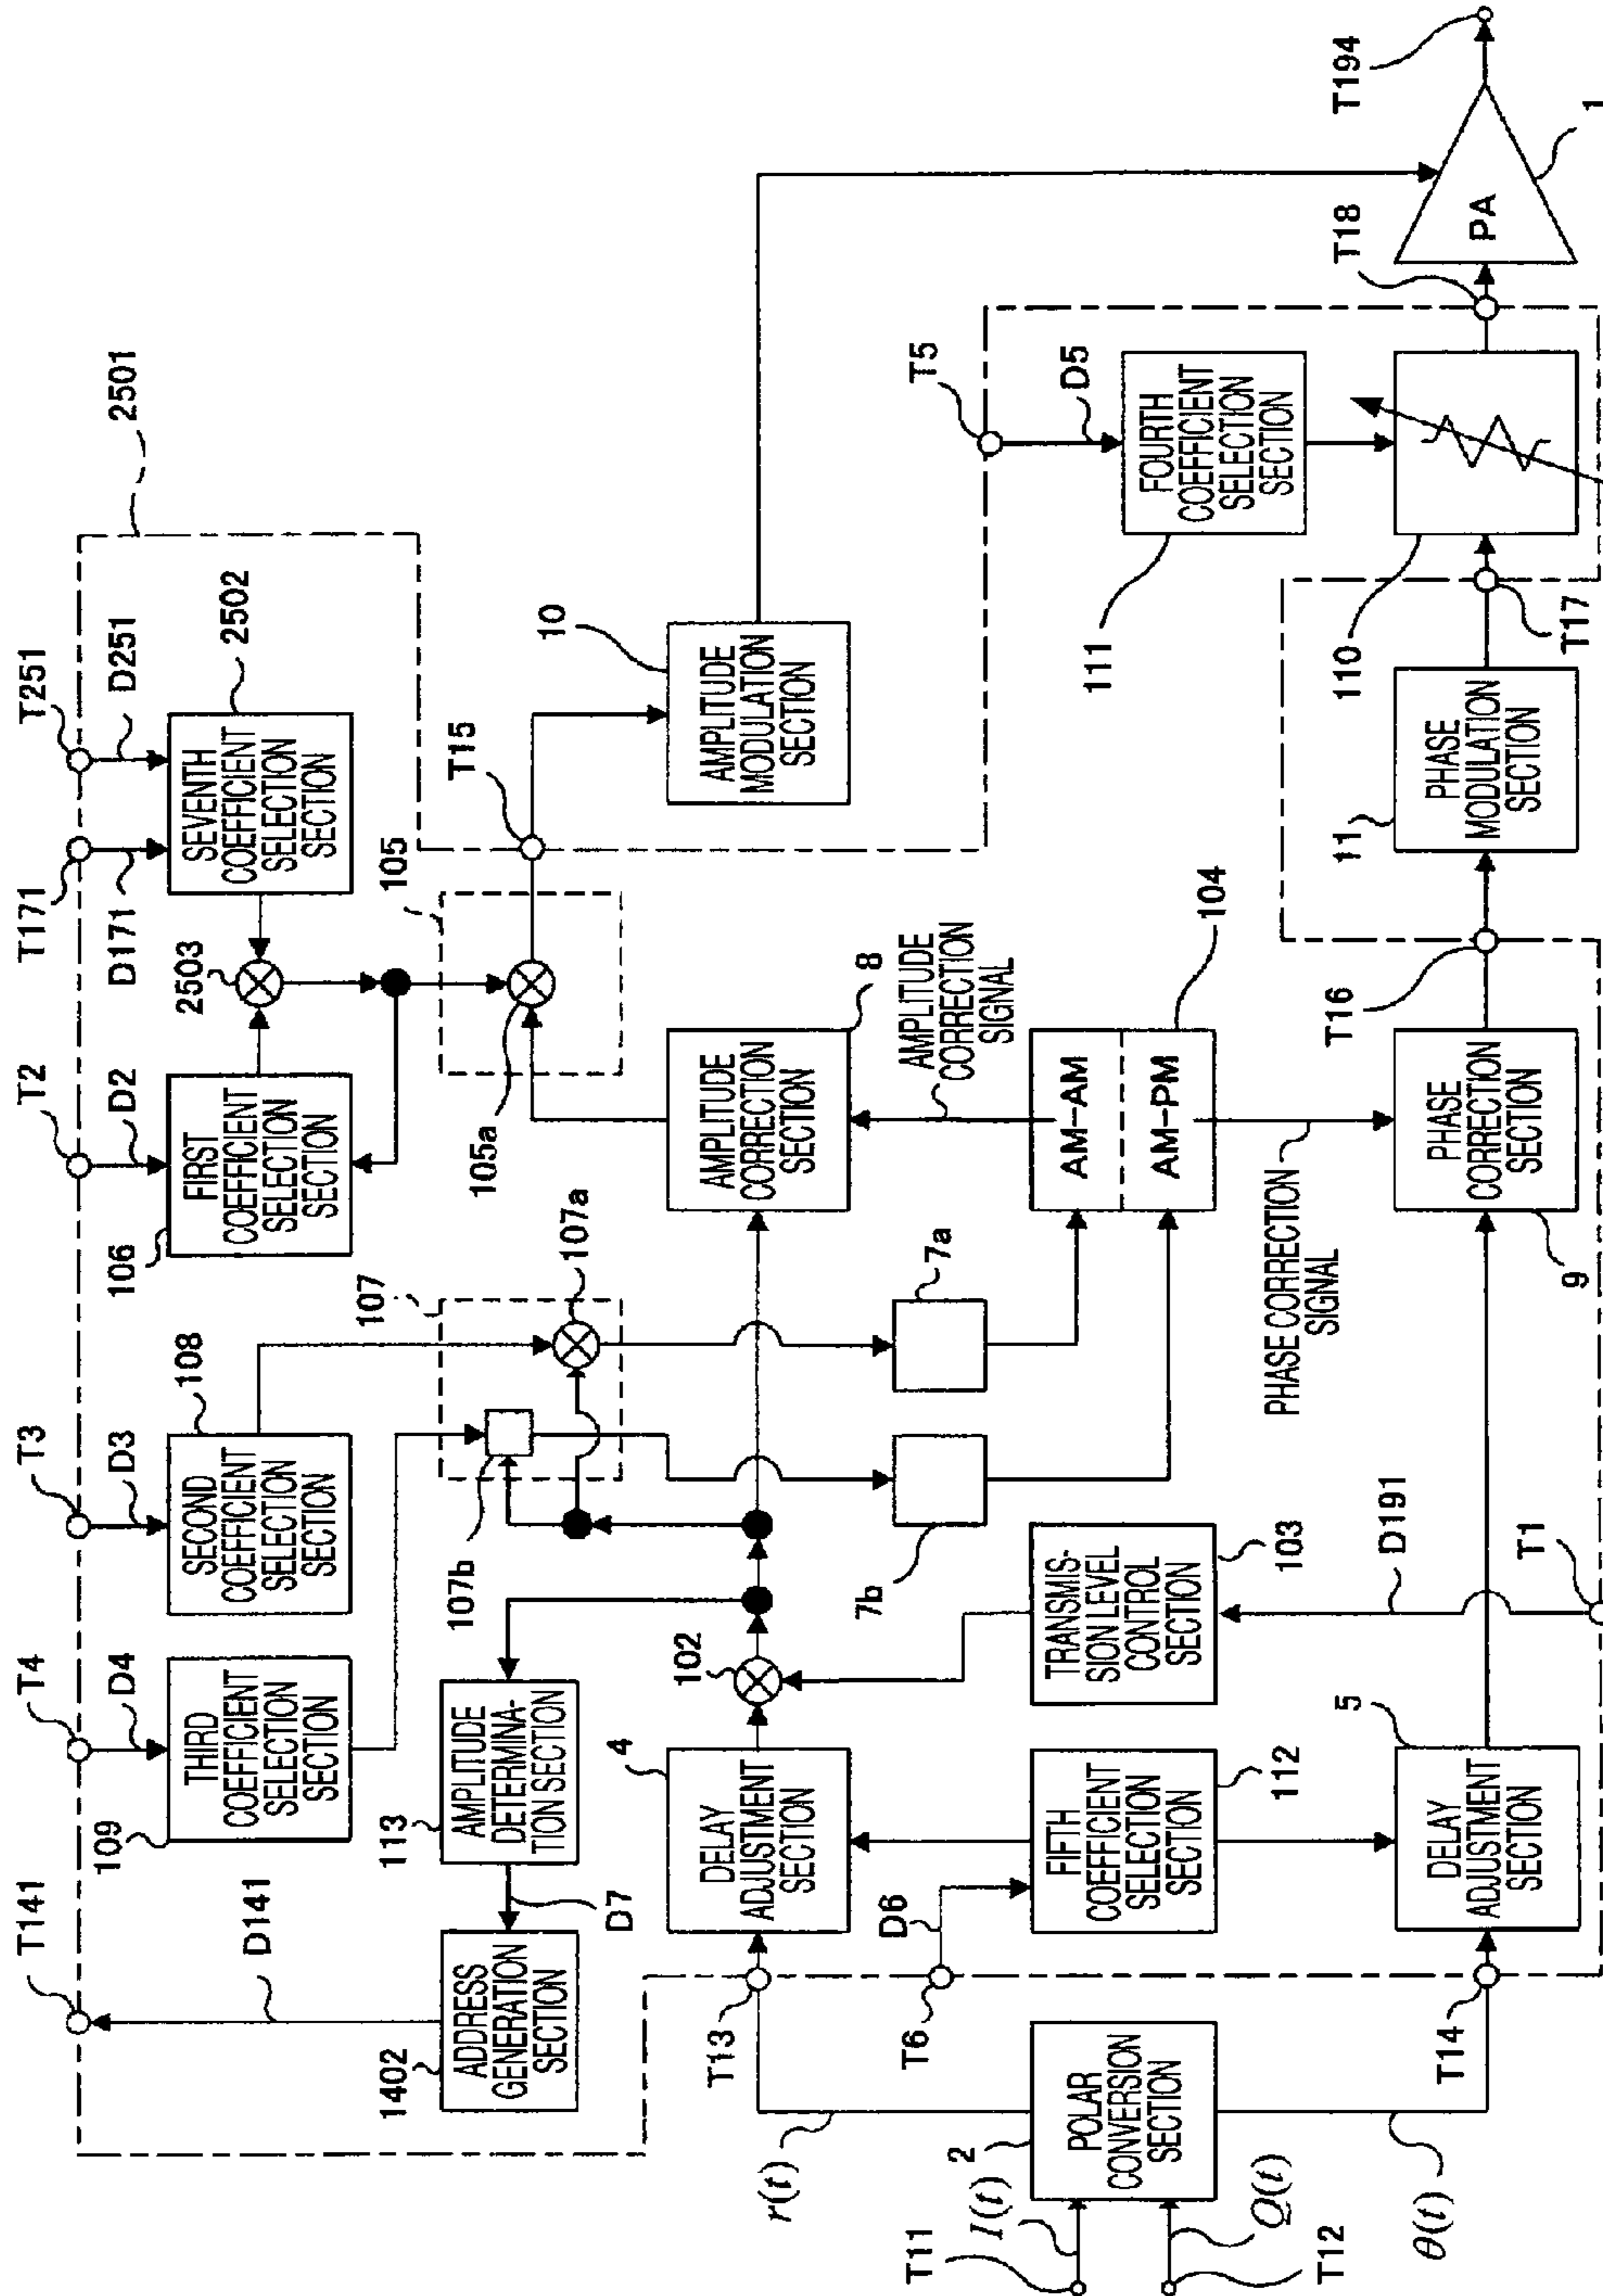 T141
D141
T4
D4
T3
D3
T2
D2
T171
D171
T251
D251
2501
THIRD
COEFFICIENT
SELECTION
SECTION
109
SECOND
COEFFICIENT
SELECTION
SECTION
108
FIRST
COEFFICIENT
SELECTION
SECTION
106
SEVENTH
COEFFICIENT
SELECTION
SECTION
2502
2503
ADDRESS
GENERATION
SECTION
1402
D7
AMPLITUDE
DETERMINA-
TION SECTION
113
107
107a
107b
105
105a
T15
10
AMPLITUDE
MODULATION
SECTION
T13
4
DELAY
ADJUSTMENT
SECTION
102
AMPLITUDE
CORRECTION
SECTION
8
AMPLITUDE
CORRECTION
SIGNAL
7a
7b
r(t)
T6
D6
FIFTH
COEFFICIENT
SELECTION
SECTION
112
TRANSMIS-
SION LEVEL
CONTROL
SECTION
103
D191
T1
AM-AM
AM-PM
104
T5
D5
FOURTH
COEFFICIENT
SELECTION
SECTION
111
T11
I(t)
T12
Q(t)
2
POLAR
CONVERSION
SECTION
θ(t)
T14
5
DELAY
ADJUSTMENT
SECTION
PHASE CORRECTION
SIGNAL
PHASE
CORRECTION
SECTION
9
T16
11
PHASE
MODULATION
SECTION
T17
110
T18
PA
1
T194